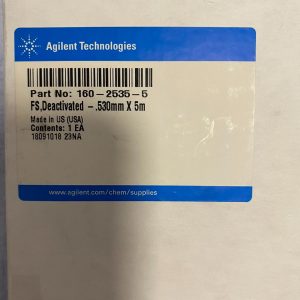 Agilent Technologies
Part No: 160-2535-5
FS,Deactivated - .530mm X 5m
Made in US (USA)
Contents: 1 EA
18091018 23NA
www.agilent.com/chem/supplies